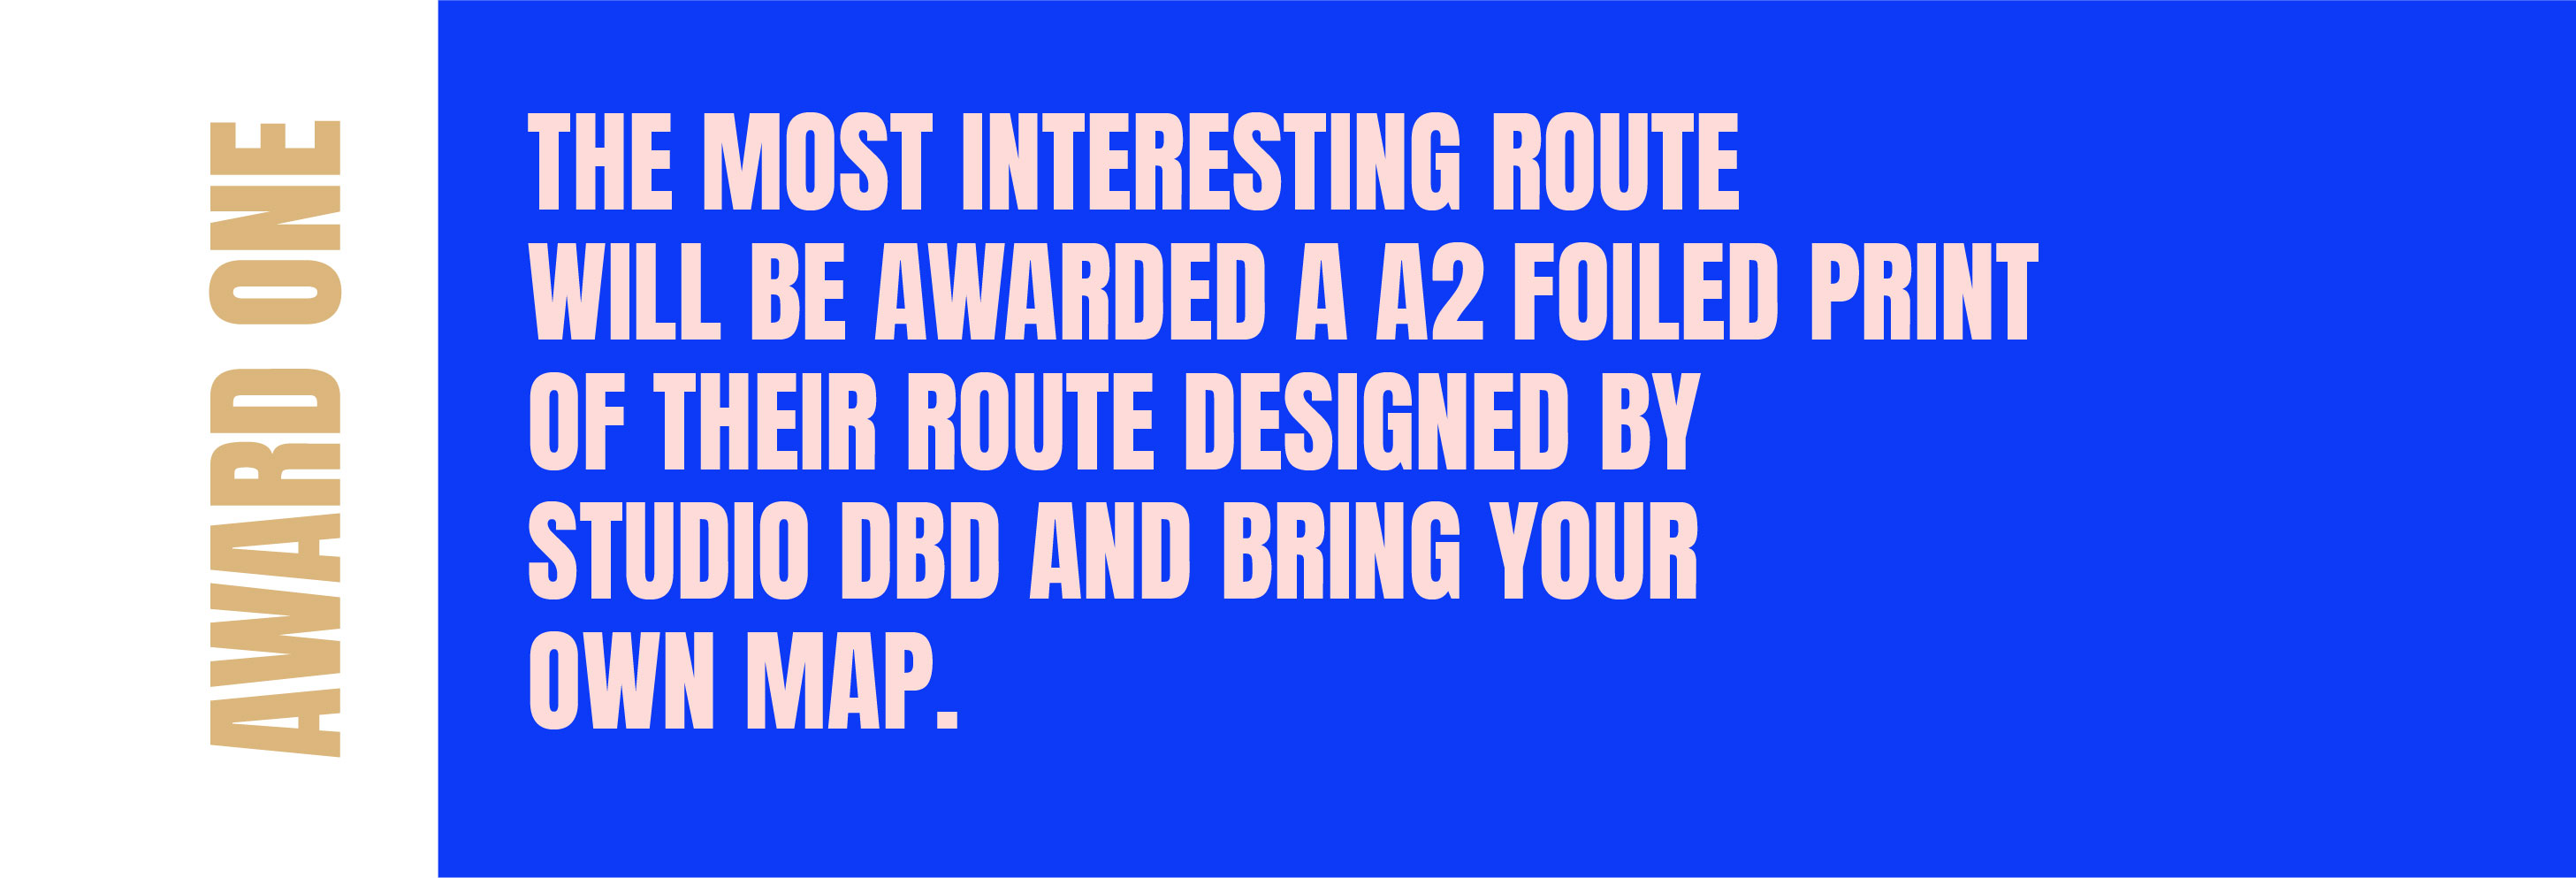 AWARD ONE
THE MOST INTERESTING ROUTE
WILL BE AWARDED A A2 FOILED PRINT
OF THEIR ROUTE DESIGNED BY
STUDIO DBD AND BRING YOUR
OWN MAP.